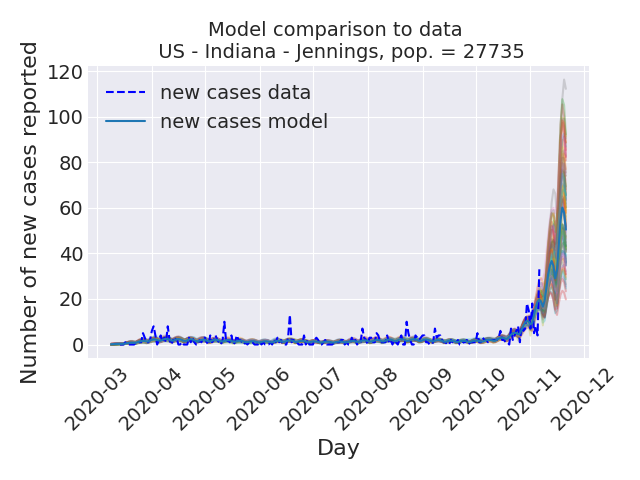 Model comparison to data
US - Indiana - Jennings, pop. = 27735
Number of new cases reported
120
100
80
60
40
20
0
new cases data
new cases model
2020-03
2020-04
2020-05
2020-06
2020-07
2020-08
2020-09
2020-10
2020-11
2020-12
Day